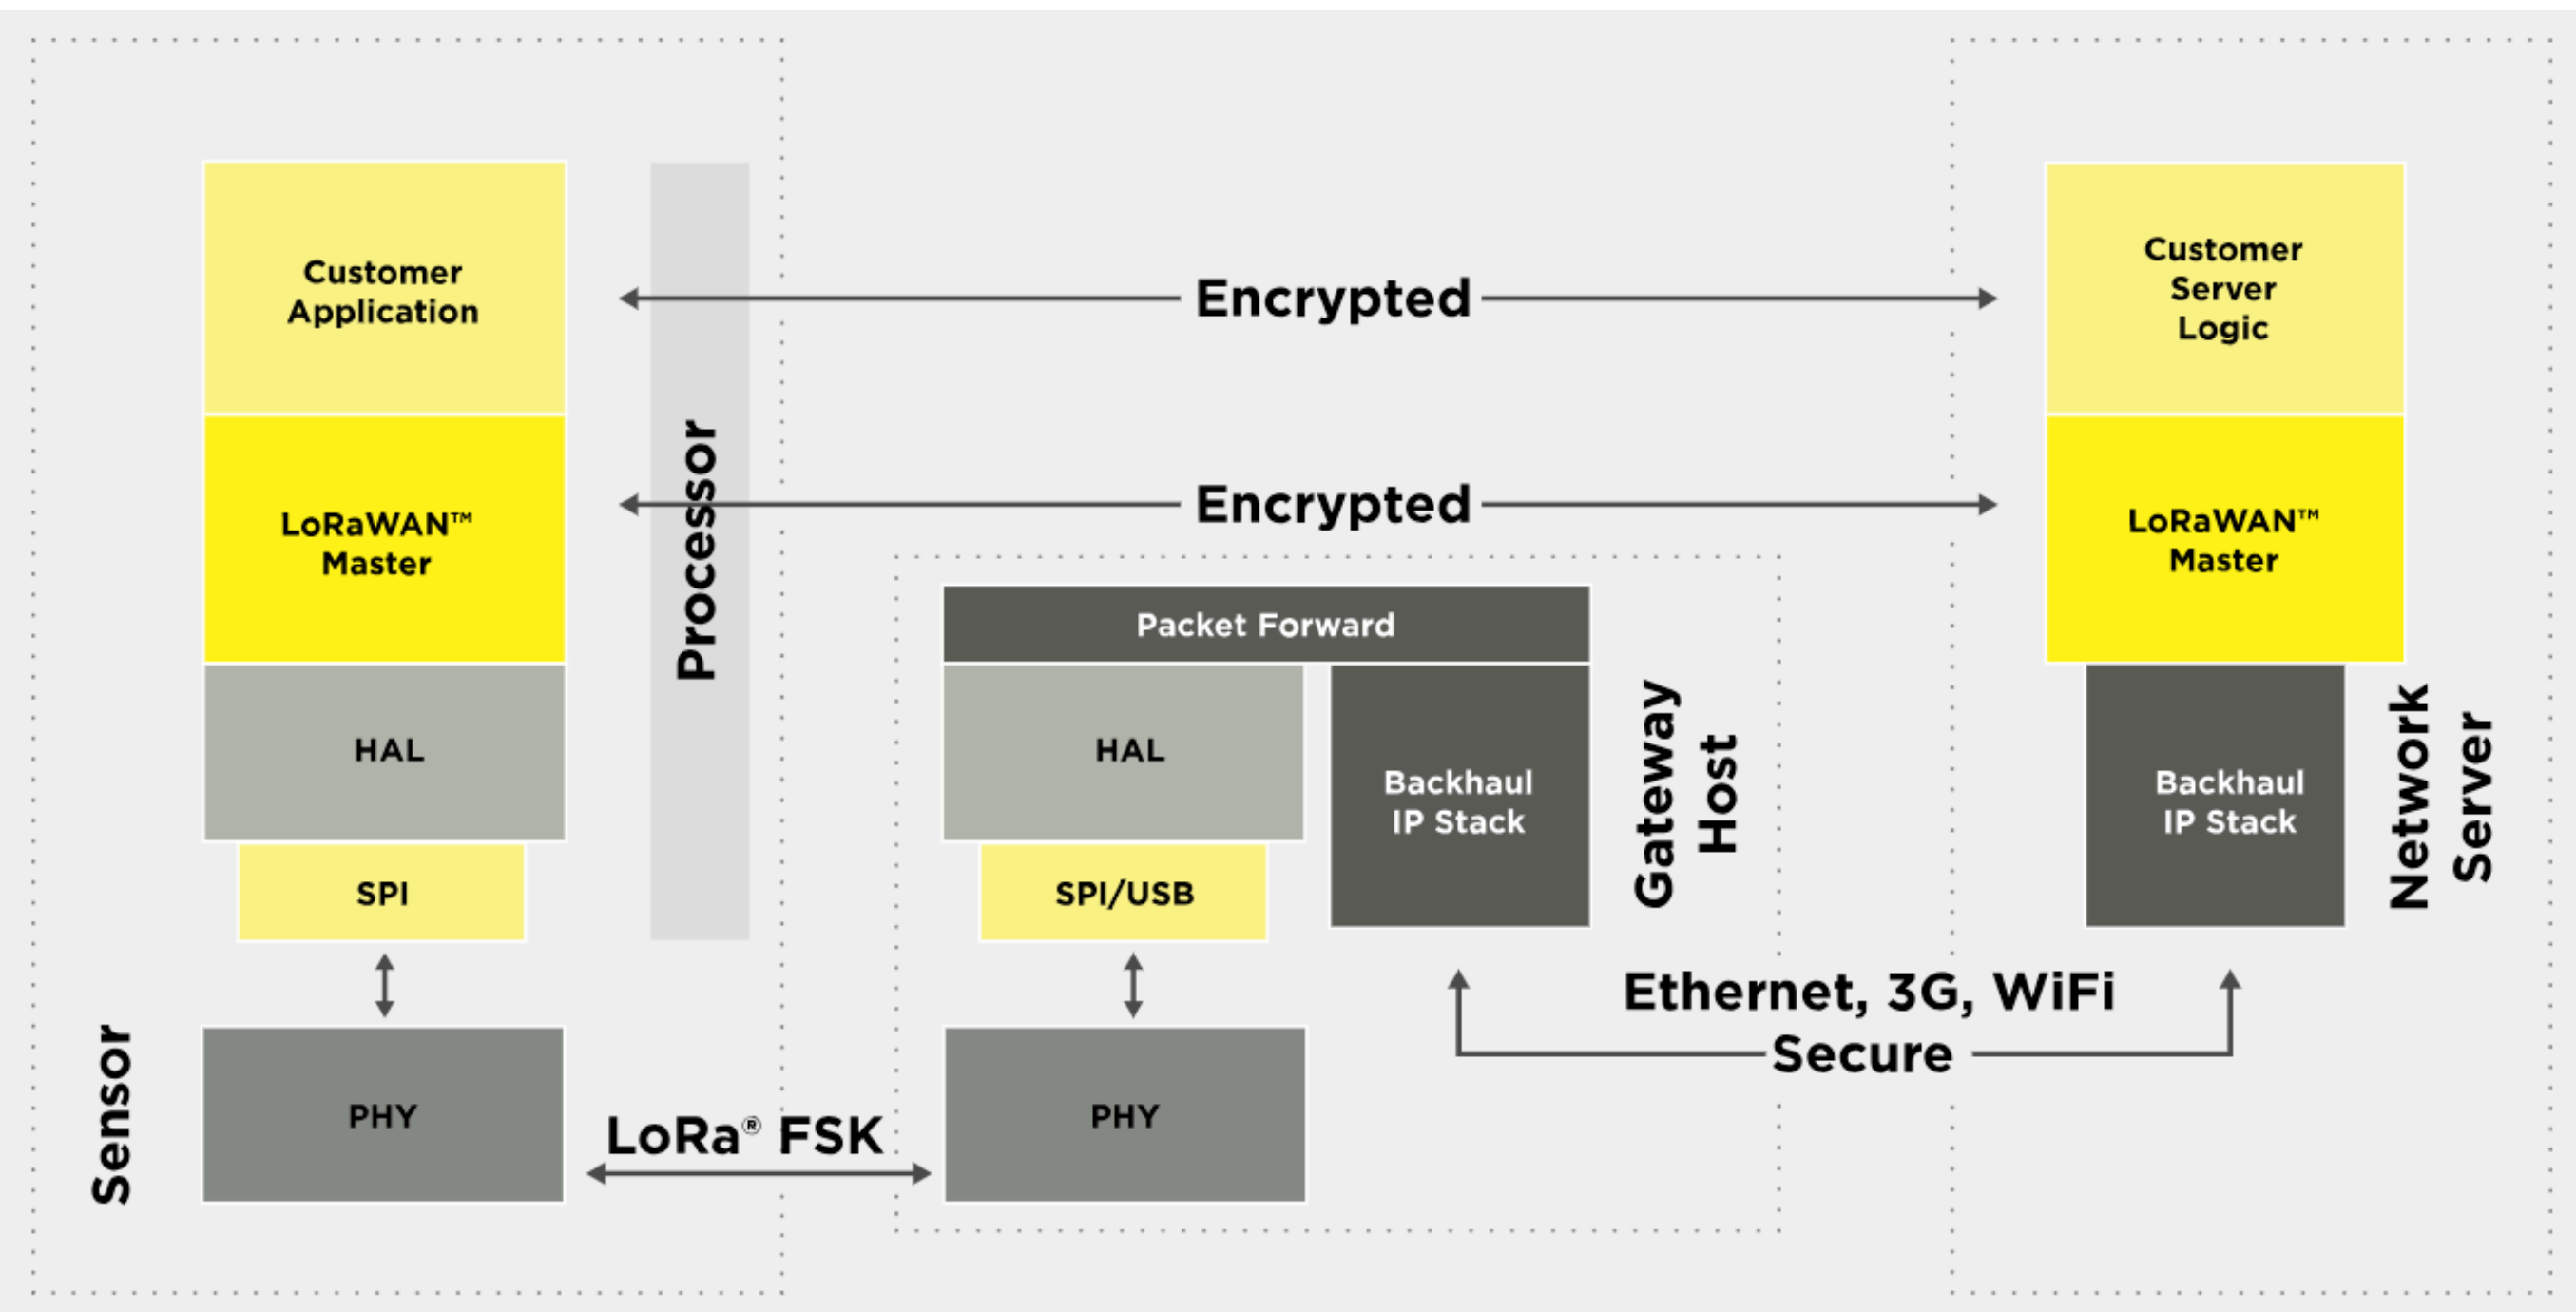 Customer
Application
LoRaWAN™
Master
HAL
SPI
PHY
Sensor
Processor
Encrypted
Encrypted
LoRa® FSK
Packet Forward
HAL
SPI/USB
PHY
Backhaul
IP Stack
Gateway
Host
Ethernet, 3G, WiFi
Secure
Customer
Server
Logic
LoRaWAN™
Master
Backhaul
IP Stack
Network
Server